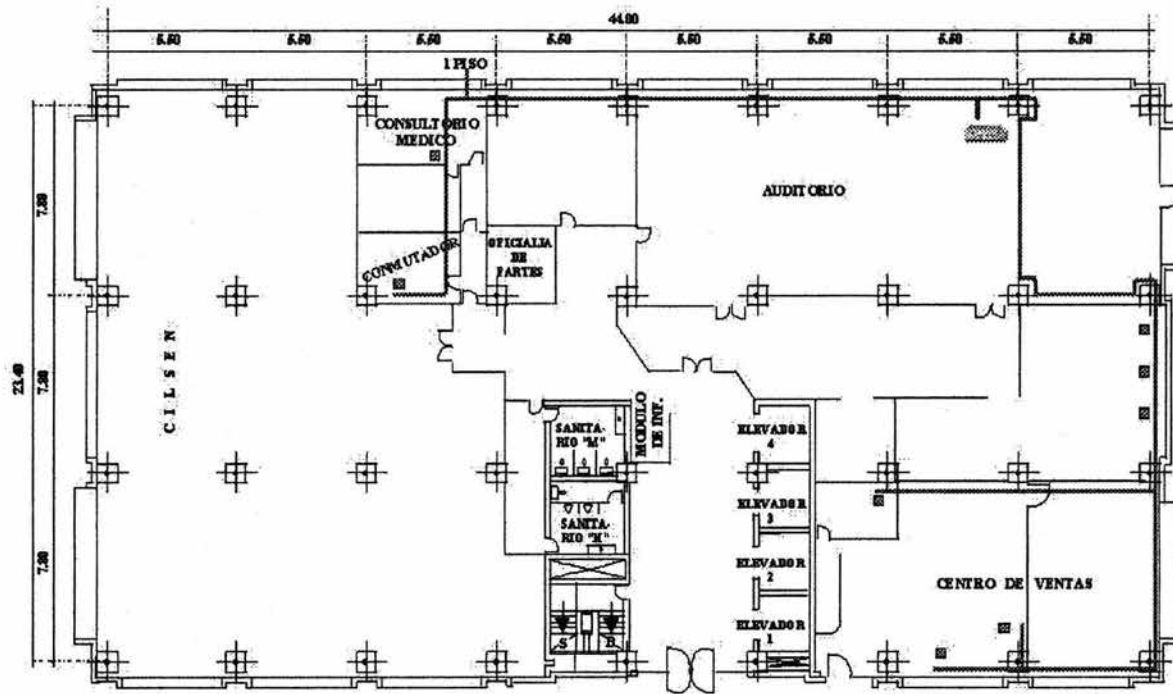 44.00
5.50 5.50 5.50 5.50 5.50 5.50 5.50 5.50
1 PISO
CONSULTORIO
MEDICO
AUDITORIO
7.80
CONMUTADOR
OFICIALIA
DE
PARTES
23.40
7.80
CILSEN
MODULO
DE INF.
SANITA-
RIO "M"
ELEVADOR
4
SANITA-
RIO "H"
ELEVADOR
3
7.80
ELEVADOR
2
CENTRO DE VENTAS
ELEVADOR
1
S
B